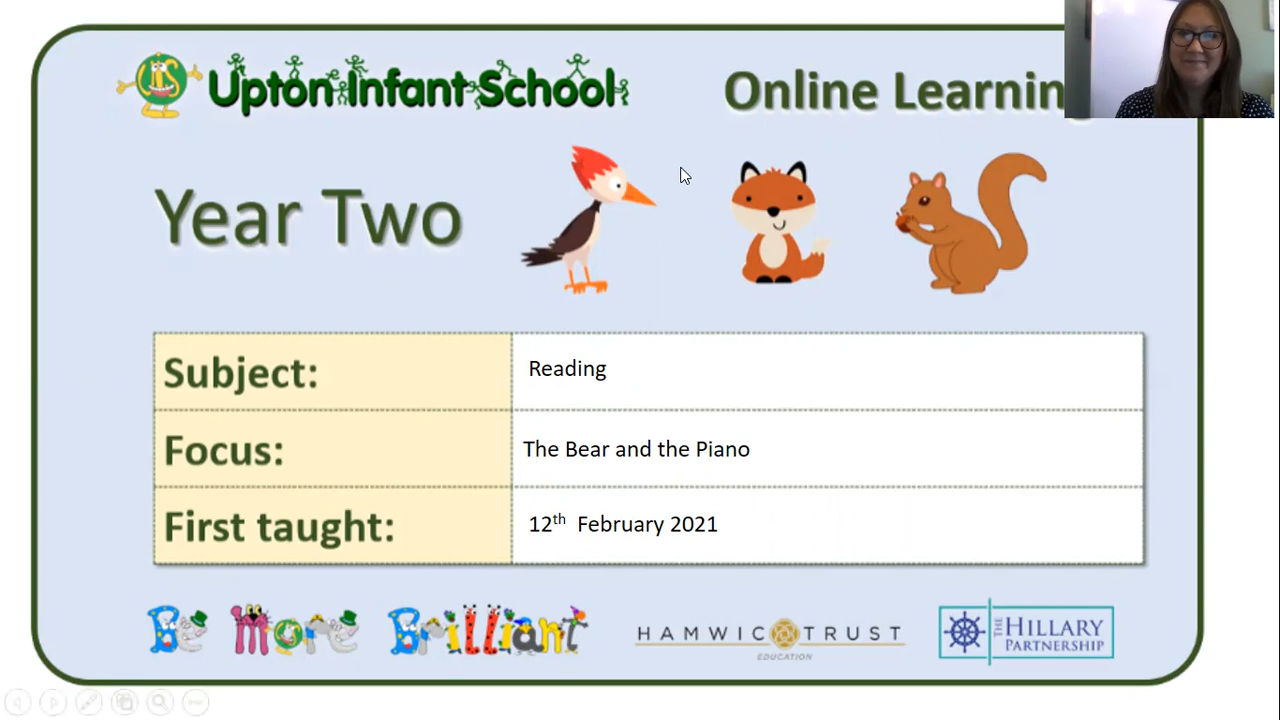 Upton Infant School
Online Learnin
Year Two
Subject: Reading
Focus: The Bear and the Piano
First taught: 12th February 2021
Be More Brilliant
HAMWIC TRUST
EDUCATION
THE HILLARY
PARTNERSHIP